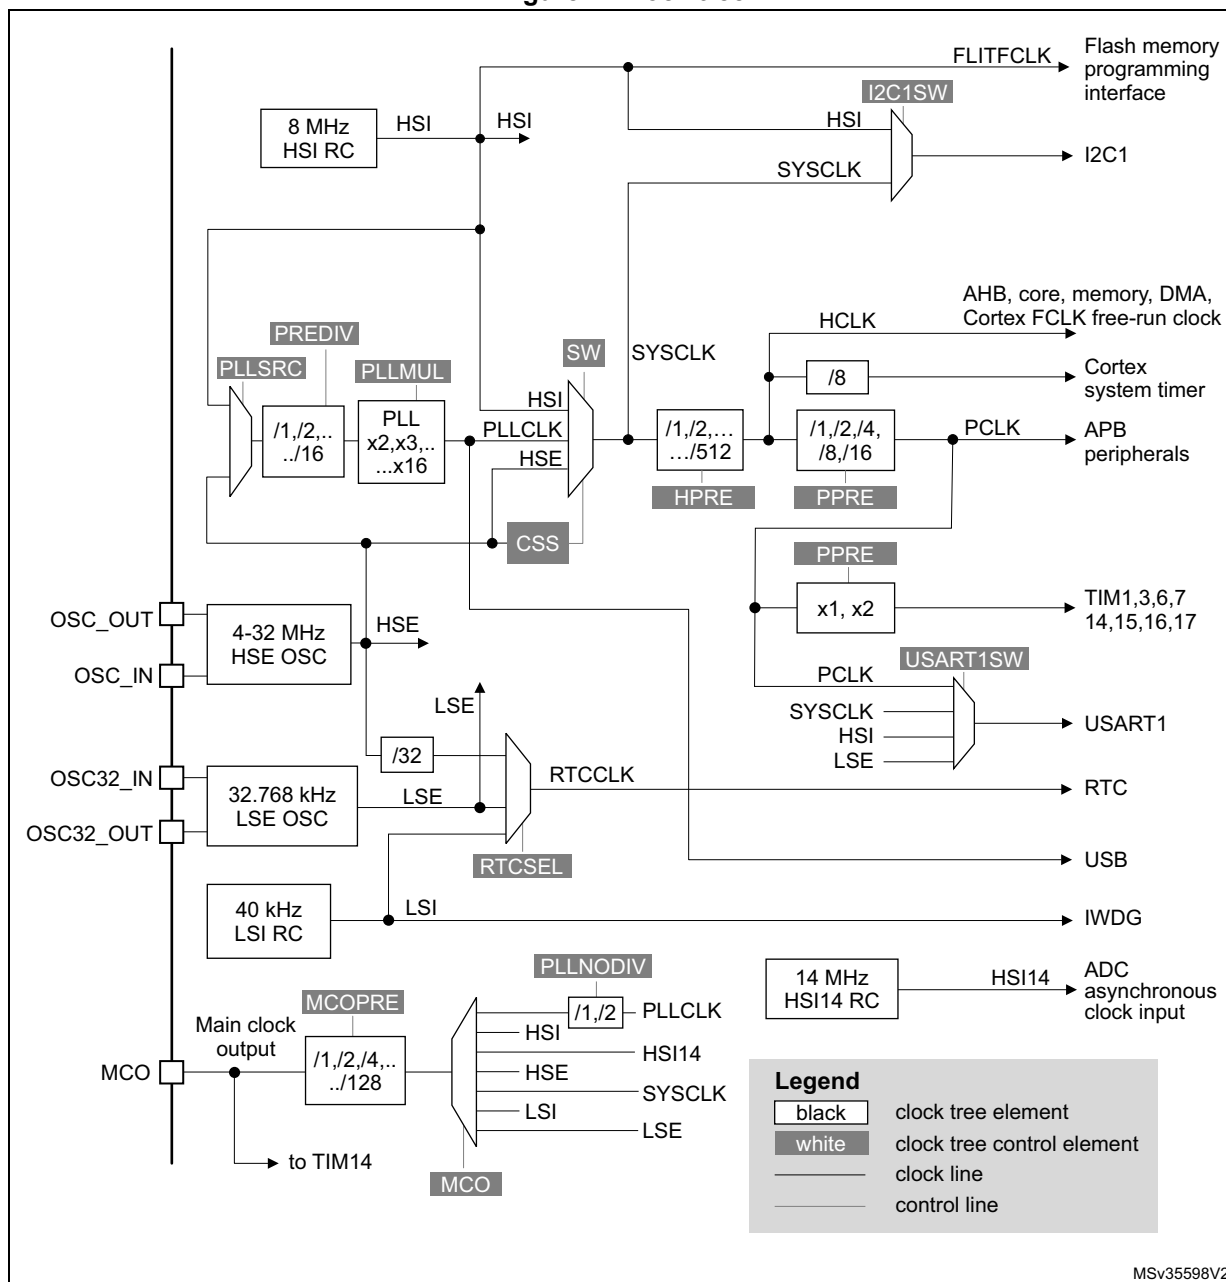 FLITFCLK
Flash memory
programming
interface
I2C1SW
8 MHz
HSI RC
HSI
HSI
HSI
I2C1
SYSCLK
AHB, core, memory, DMA,
Cortex FCLK free-run clock
HCLK
PREDIV
PLLSRC
PLLMUL
SW
SYSCLK
/8
Cortex
system timer
/1,/2,..
../16
PLL
x2,x3,..
...x16
HSI
PLLCLK
HSE
/1,/2,…
…/512
/1,/2,/4,
/8,/16
PCLK
APB
peripherals
HPRE
PPRE
CSS
PPRE
OSC_OUT
OSC_IN
4-32 MHz
HSE OSC
HSE
x1, x2
TIM1,3,6,7
14,15,16,17
USART1SW
PCLK
SYSCLK
HSI
LSE
USART1
LSE
/32
OSC32_IN
OSC32_OUT
32.768 kHz
LSE OSC
LSE
RTCCLK
RTC
RTCSEL
USB
40 kHz
LSI RC
LSI
IWDG
PLLNODIV
14 MHz
HSI14 RC
HSI14
ADC
asynchronous
clock input
MCOPRE
Main clock
output
MCO
/1,/2,/4,..
../128
/1,/2
PLLCLK
HSI
HSI14
HSE
SYSCLK
LSI
LSE
to TIM14
MCO
Legend
black
clock tree element
white
clock tree control element
clock line
control line
MSv35598V2